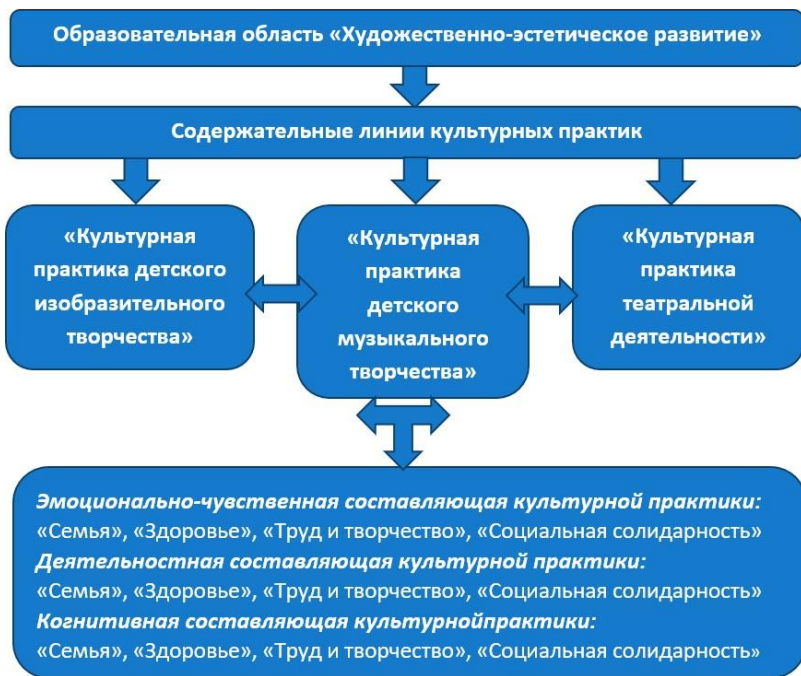 Образовательная область «Художественно-эстетическое развитие»
Содержательные линии культурных практик
«Культурная
практика детского
изобразительного
творчества»
«Культурная
практика
детского
музыкального
творчества»
«Культурная
практика
театральной
деятельности»
Эмоционально-чувственная составляющая культурной практики:
«Семья», «Здоровье», «Труд и творчество», «Социальная солидарность»
Деятельностная составляющая культурной практики:
«Семья», «Здоровье», «Труд и творчество», «Социальная солидарность»
Когнитивная составляющая культурнойпрактики:
«Семья», «Здоровье», «Труд и творчество», «Социальная солидарность»